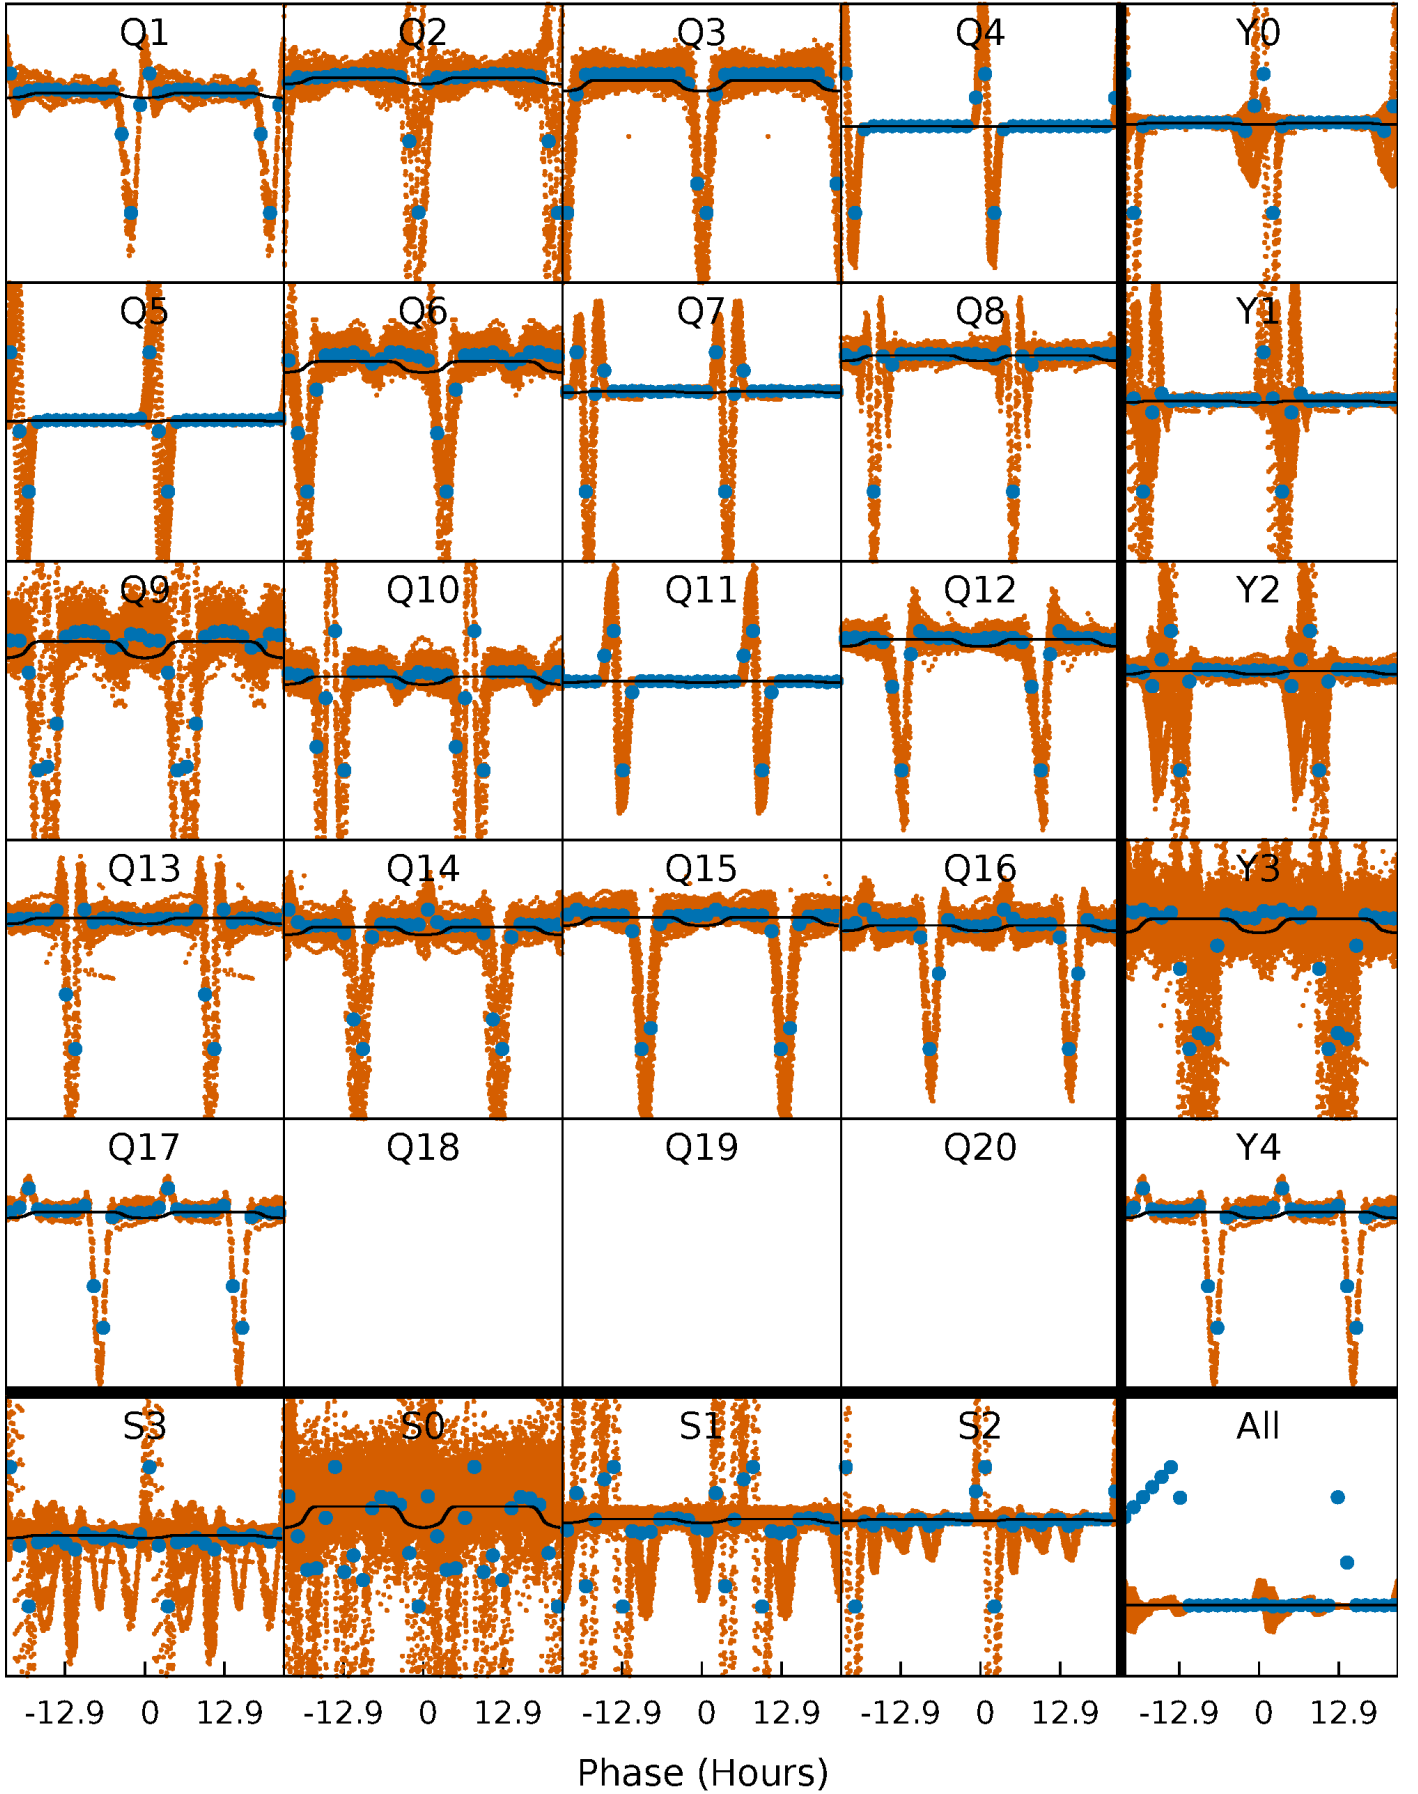 Q1 Q2 Q3 Q4 Y0
Q5 Q6 Q7 Q8 Y1
Q9 Q10 Q11 Q12 Y2
Q13 Q14 Q15 Q16 Y3
Q17 Q18 Q19 Q20 Y4
S3 S0 S1 S2 All
-12.9 0 12.9 -12.9 0 12.9 -12.9 0 12.9 -12.9 0 12.9 -12.9 0 12.9
Phase (Hours)